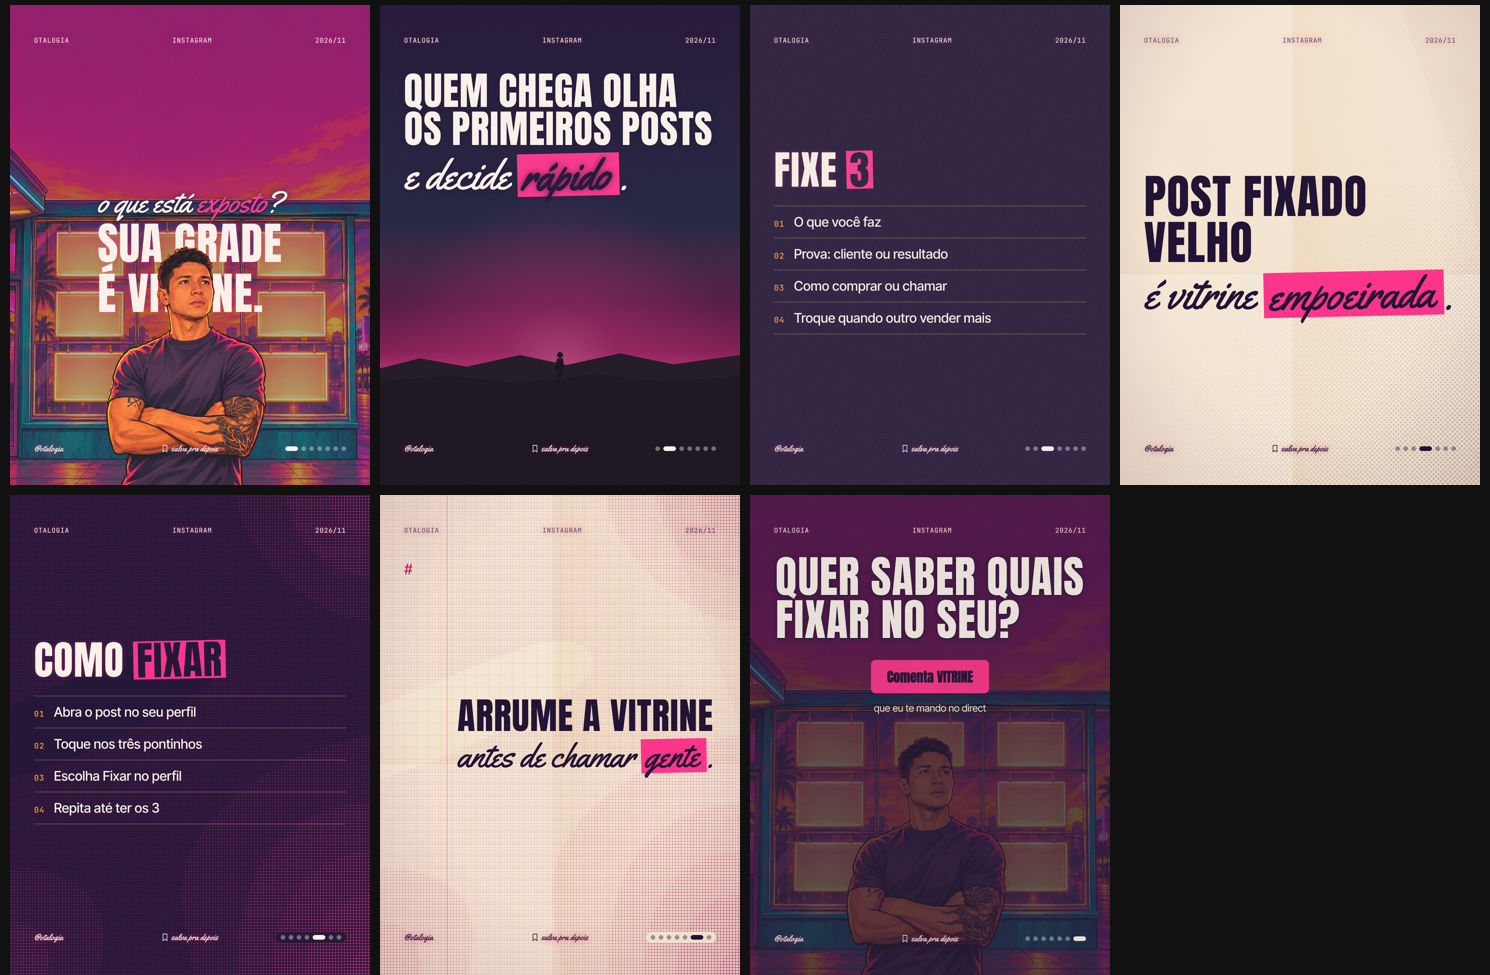 OTALOGIA INSTAGRAM 2026/11
o que está exposto?
SUA GRADE
É VI NE.
@otalogia salva pra depois
OTALOGIA INSTAGRAM 2026/11
QUEM CHEGA OLHA
OS PRIMEIROS POSTS
e decide rápido.
@otalogia salva pra depois
OTALOGIA INSTAGRAM 2026/11
FIXE 3
01 O que você faz
02 Prova: cliente ou resultado
03 Como comprar ou chamar
04 Troque quando outro vender mais
@otalogia salva pra depois
OTALOGIA INSTAGRAM 2026/11
POST FIXADO
VELHO
é vitrine empoeirada.
@otalogia salva pra depois
OTALOGIA INSTAGRAM 2026/11
COMO FIXAR
01 Abra o post no seu perfil
02 Toque nos três pontinhos
03 Escolha Fixar no perfil
04 Repita até ter os 3
@otalogia salva pra depois
OTALOGIA INSTAGRAM 2026/11
#
ARRUME A VITRINE
antes de chamar gente.
@otalogia salva pra depois
OTALOGIA INSTAGRAM 2026/11
QUER SABER QUAIS
FIXAR NO SEU?
Comenta VITRINE
que eu te mando no direct
@otalogia salva pra depois